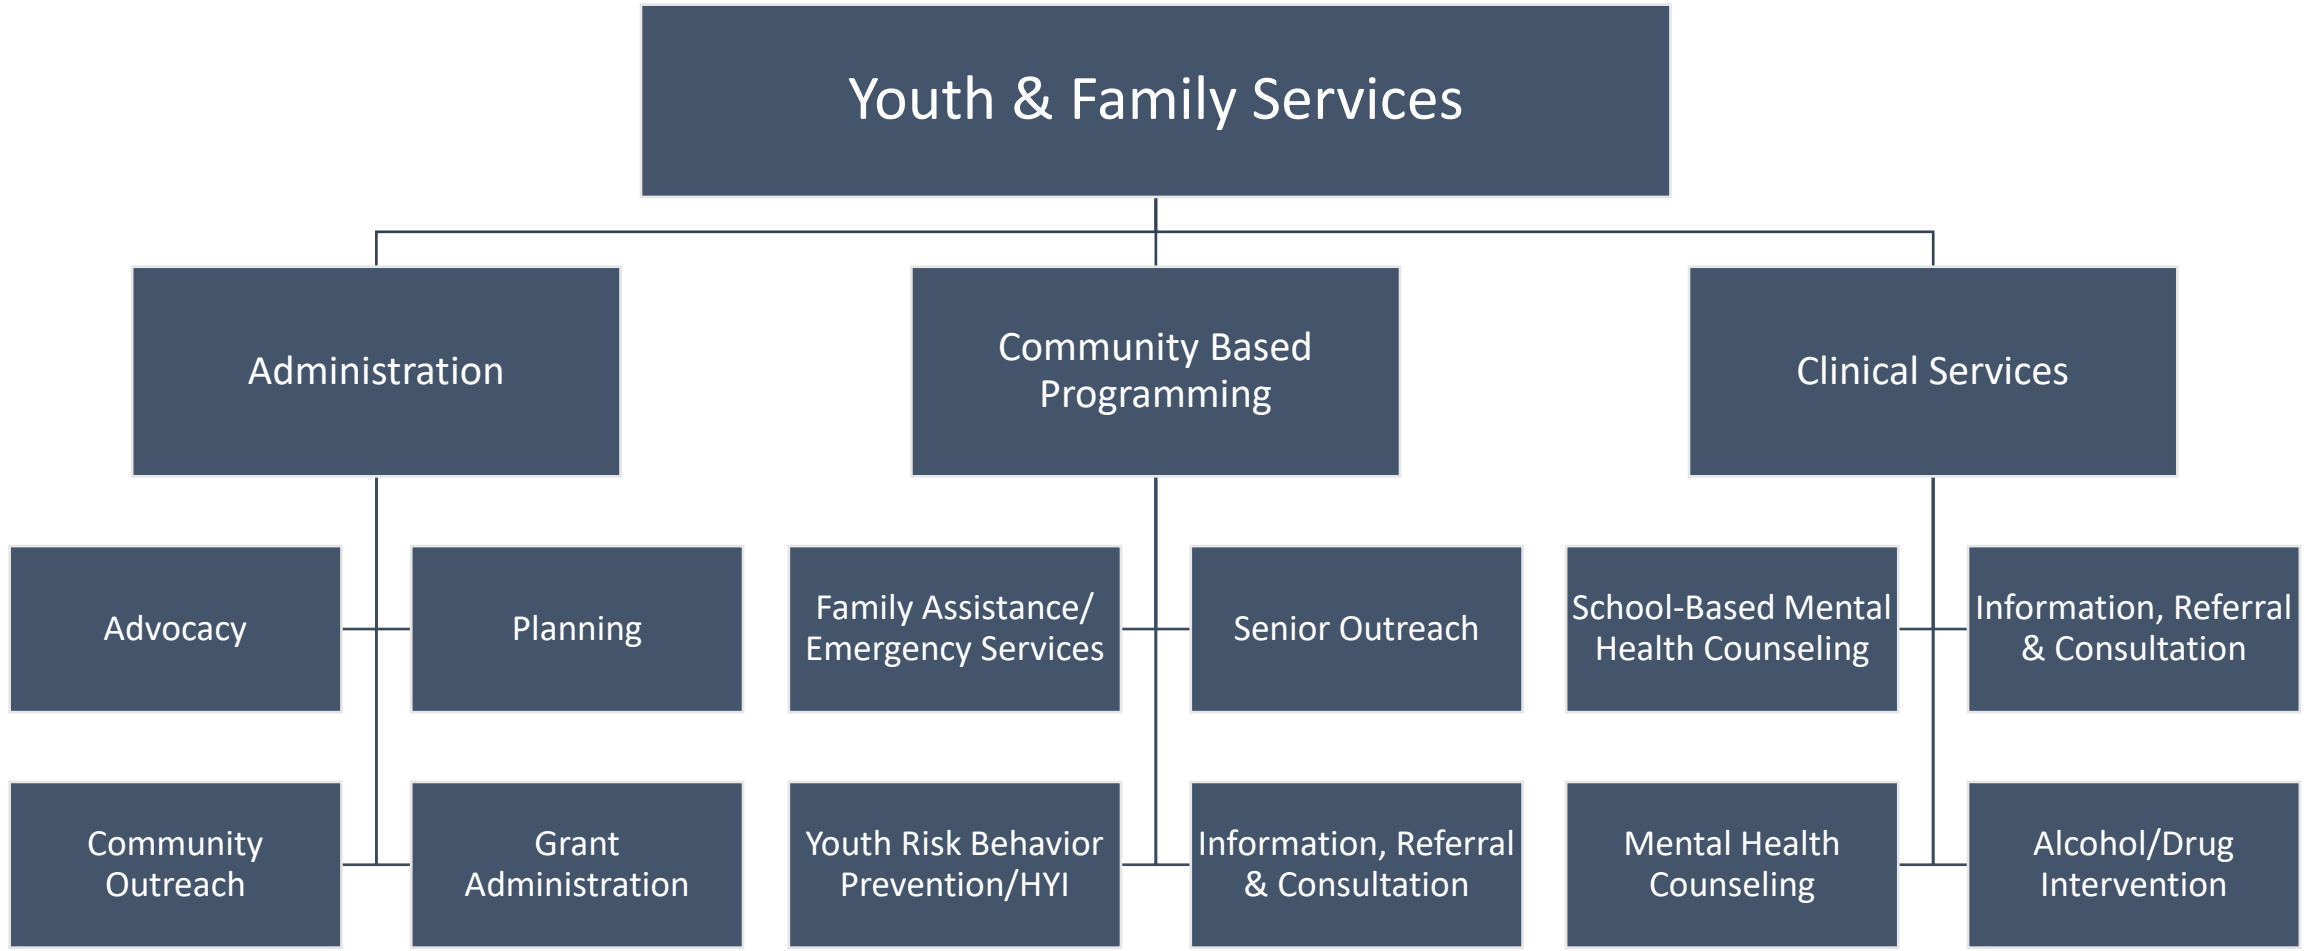 Youth & Family Services
Administration
Community Based
Programming
Clinical Services
Advocacy
Planning
Family Assistance/
Emergency Services
Senior Outreach
School-Based Mental
Health Counseling
Information, Referral
& Consultation
Community
Outreach
Grant
Administration
Youth Risk Behavior
Prevention/HYI
Information, Referral
& Consultation
Mental Health
Counseling
Alcohol/Drug
Intervention